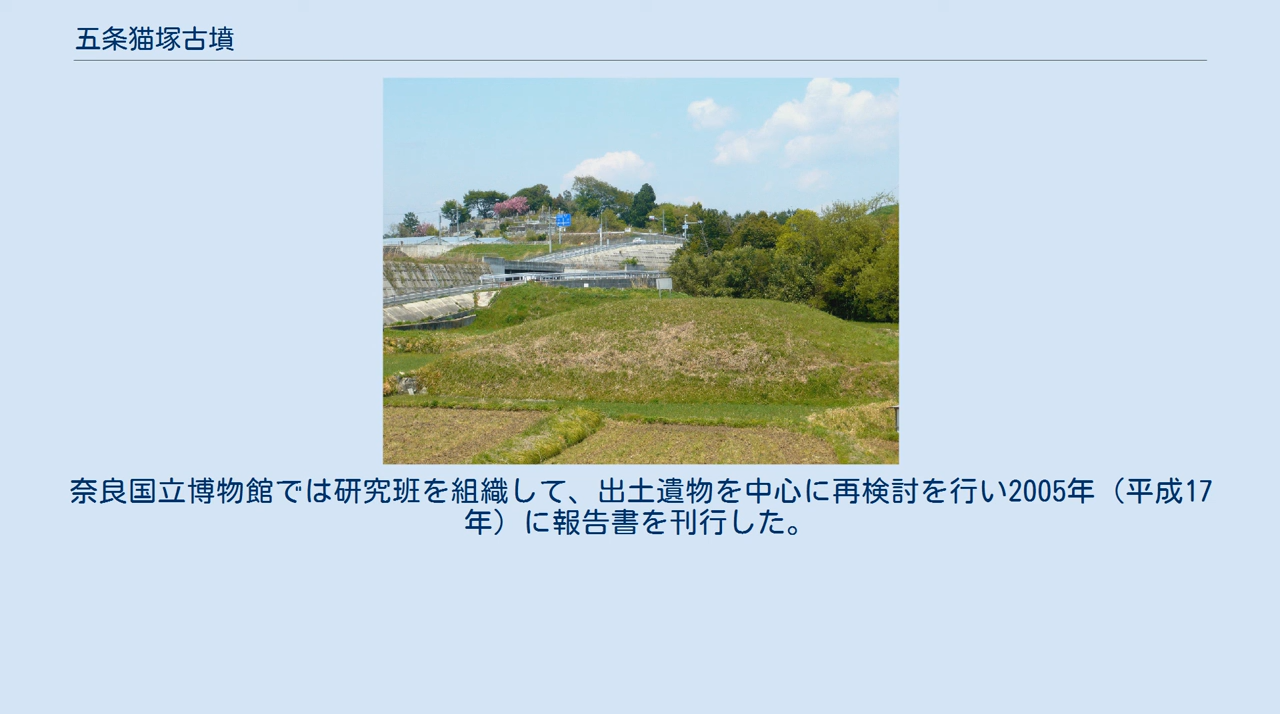 五条猫塚古墳
奈良国立博物館では研究班を組織して、出土遺物を中心に再検討を行い2005年（平成17
年）に報告書を刊行した。